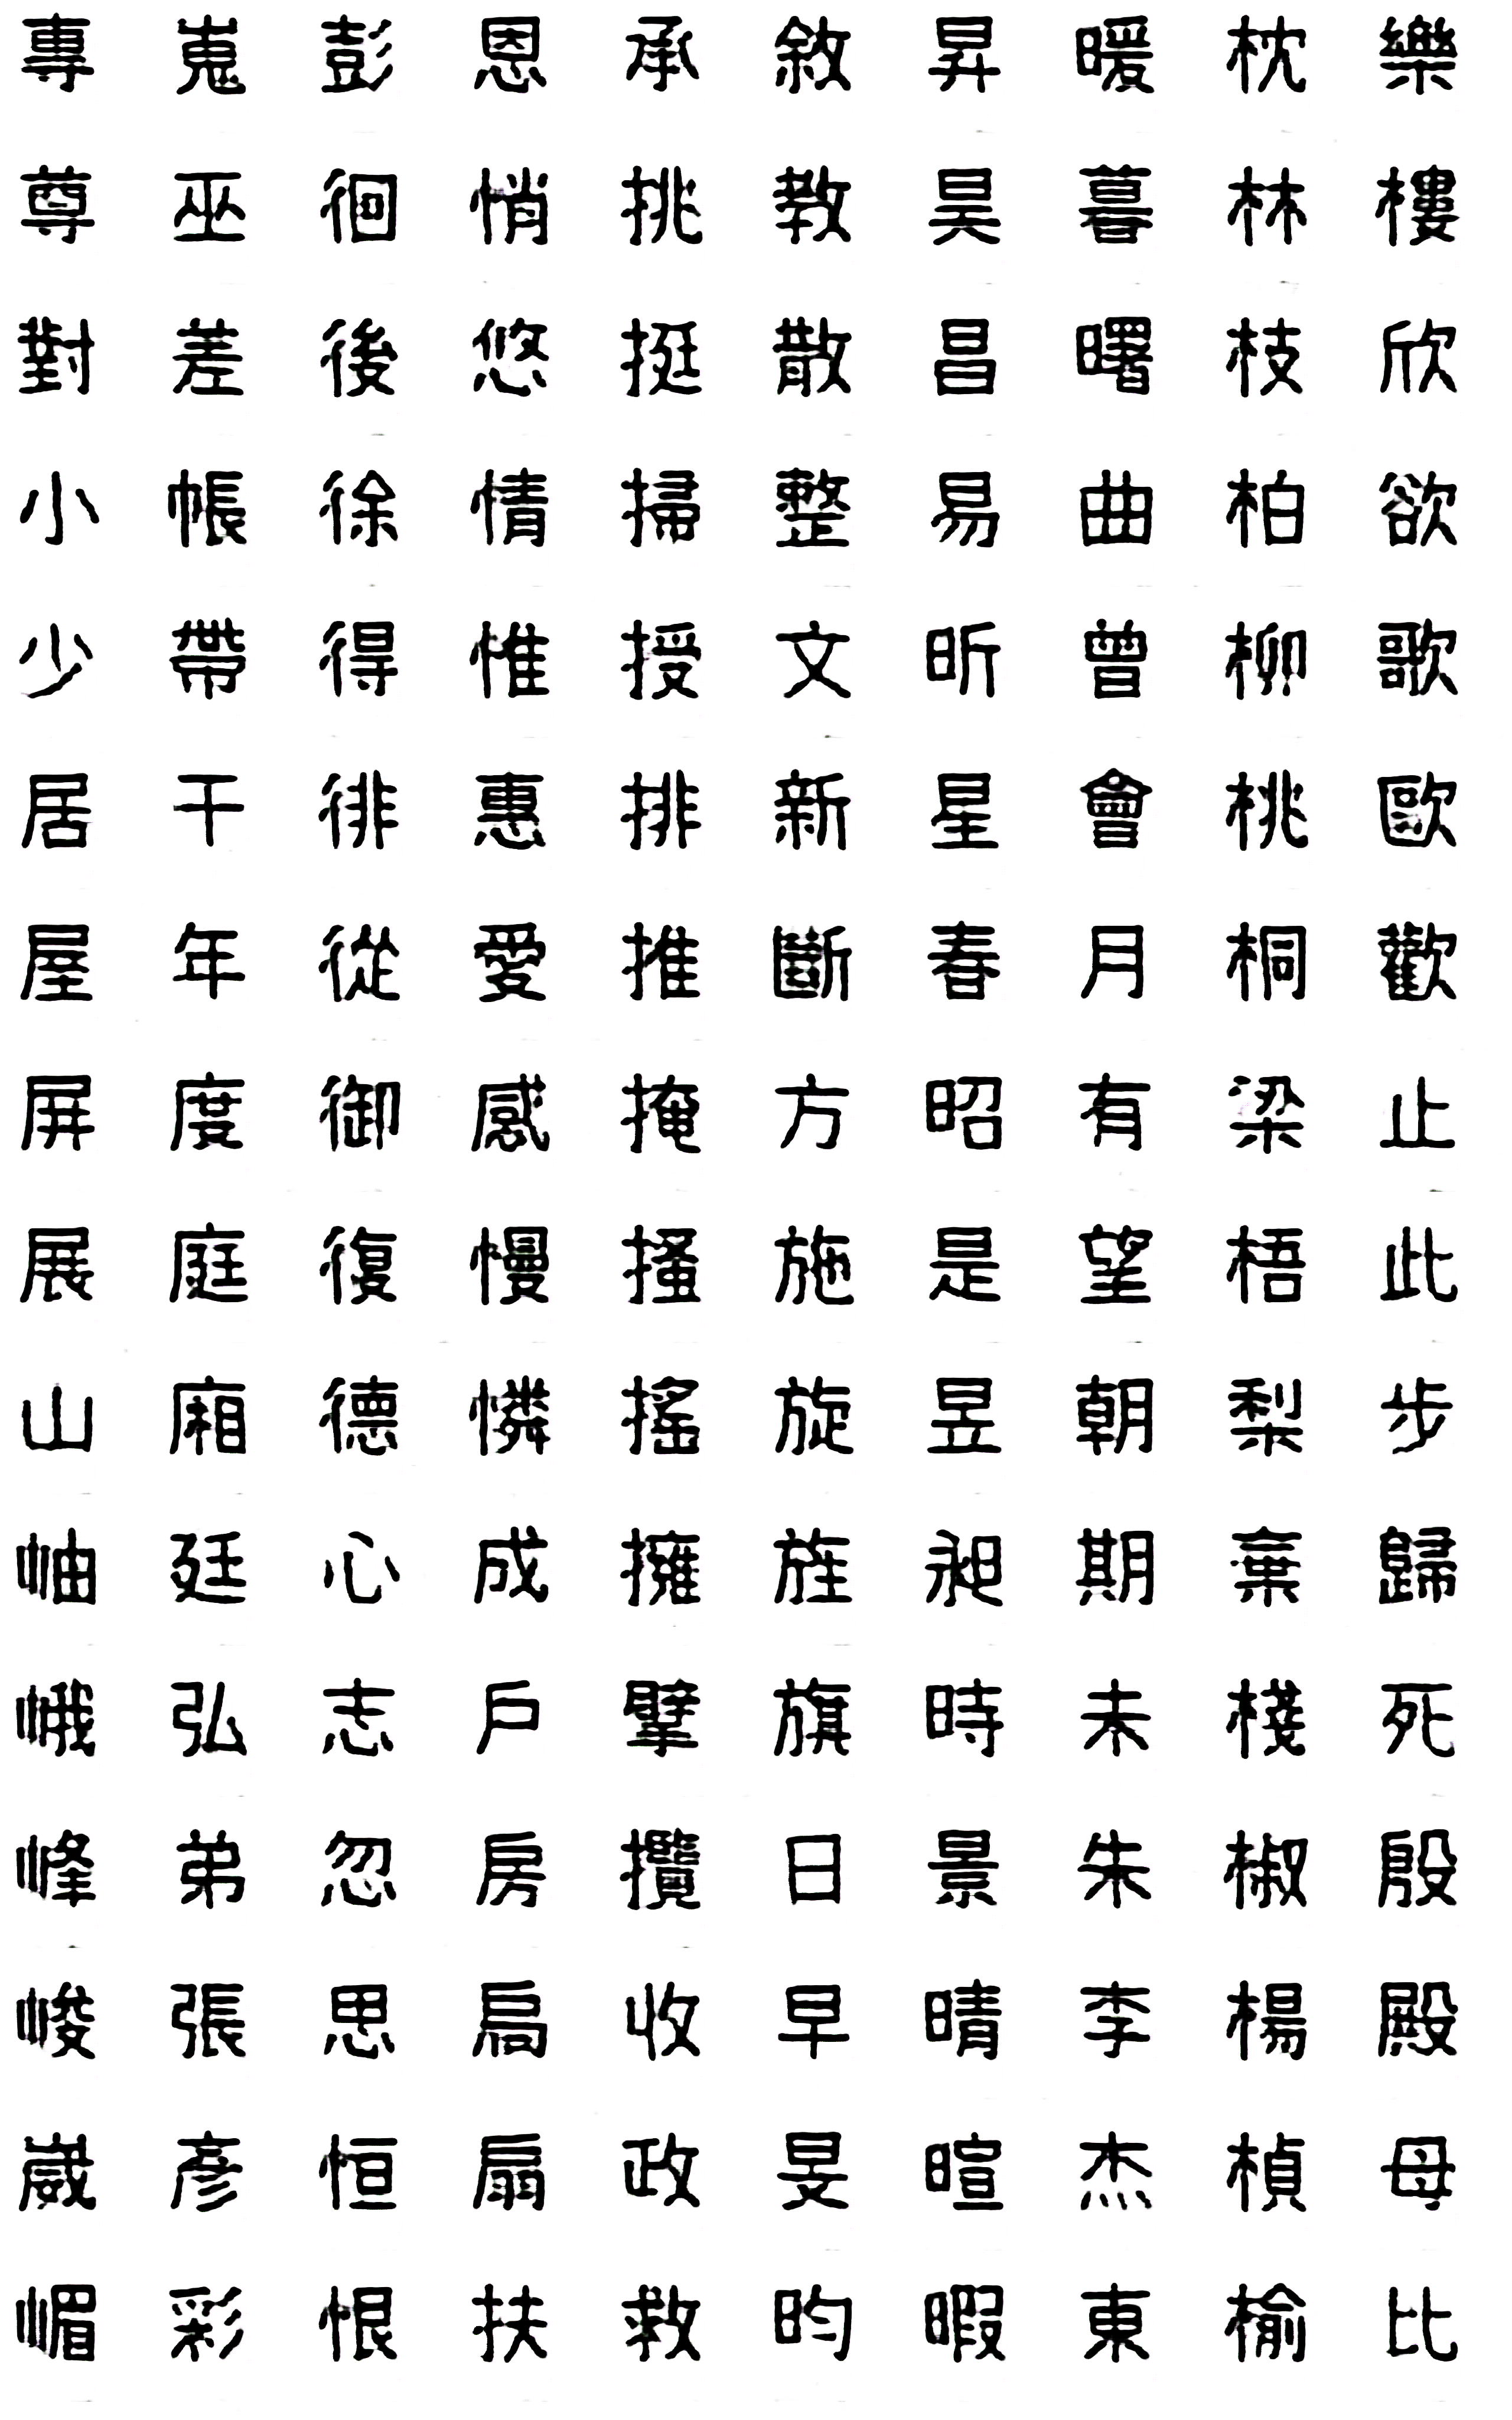 專嵬彭恩承敘昇暖枕樂
尊巫徊悄挑教昊暮林樓
對差後悠挺散昌曙枝欣
小帳徐情掃整易曲柏欲
少帶得惟授文昕曾柳歌
居干徘惠排新星會桃歐
屋年從愛推斷春月桐歡
屏度御感掩方昭有梁止
展庭復慢搔施是望梧此
山廂德憐搖旋昱朝梨步
岫廷心成擁旌昶期棄歸
峨弘志戶擘旗時未棧死
峰弟忽房攬日景朱椒殷
峻張思扃收早晴李楊殿
崴彥恒扇政旻暄杰楨母
嵋彩恨扶救昀暇東榆比